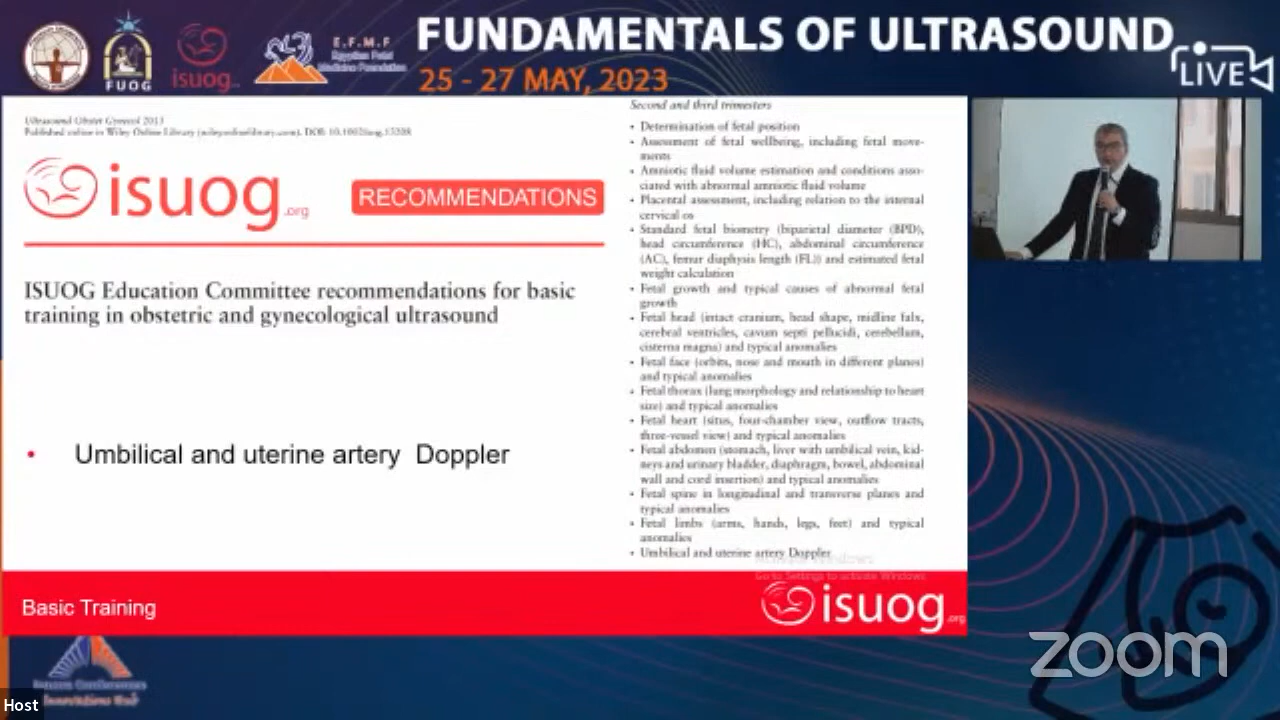 FUNDAMENTALS OF ULTRASOUND
25 - 27 MAY, 2023
LIVE
FUOG
isuog
E.F.M.F
Egyptian Fetal
Medicine Foundation
Ultrasound Obstet Gynecol 2013
Published online in Wiley Online Library (wileyonlinelibrary.com). DOI:
isuog.org
RECOMMENDATIONS
ISUOG Education Committee recommendations for basic
training in obstetric and gynecological ultrasound
• Umbilical and uterine artery Doppler
Second and third trimesters
• Determination of fetal position
• Assessment of fetal wellbeing, including fetal move-
ments
• Amniotic fluid volume estimation and conditions asso-
ciated with abnormal amniotic fluid volume
• Placental assessment, including relation to the internal
cervical os
• Standard fetal biometry (biparietal diameter (BPD),
head circumference (HC), abdominal circumference
(AC), femur diaphysis length (FL)) and estimated fetal
weight calculation
• Fetal growth and typical causes of abnormal fetal
growth
• Fetal head (intact cranium, head shape, midline falx,
cerebral ventricles, cavum septi pellucidi, cerebellum,
cisterna magna) and typical anomalies
• Fetal face (orbits, nose and mouth in different planes)
and typical anomalies
• Fetal thorax (lung morphology and relationship to heart
size) and typical anomalies
• Fetal heart (situs, four-chamber view, outflow tracts,
three-vessel view) and typical anomalies
• Fetal abdomen (stomach, liver with umbilical vein, kid-
neys and urinary bladder, diaphragm, bowel, abdominal
wall and cord insertion) and typical anomalies
• Fetal spine in longitudinal and transverse planes and
typical anomalies
• Fetal limbs (arms, hands, legs, feet) and typical
anomalies
• Umbilical and uterine artery Doppler
Go to Settings to activate Windows.
Basic Training
isuog.org
zoom
Host